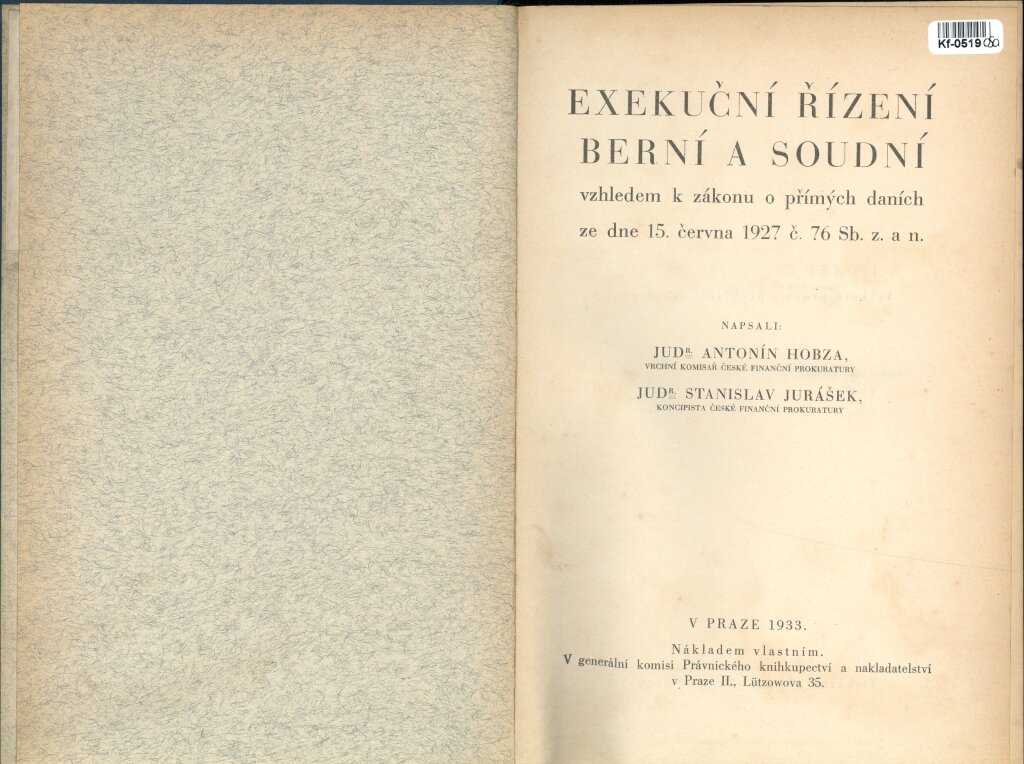 Kf-0519080
EXEKUČNÍ ŘÍZENÍ
BERNÍ A SOUDNÍ
vzhledem k zákonu o přímých daních
ze dne 15. června 1927 č. 76 Sb. z. a n.
NAPSALI:
JUDR. ANTONÍN HOBZA,
VRCHNÍ KOMISAŘ ČESKÉ FINANČNÍ PROKURATURY
JUDR. STANISLAV JURÁŠEK,
KONCIPISTA ČESKÉ FINANČNÍ PROKURATURY
V PRAZE 1933.
Nákladem vlastním.
V generální komisi Právnického knihkupectví a nakladatelství
v Praze II., Lützowova 35.